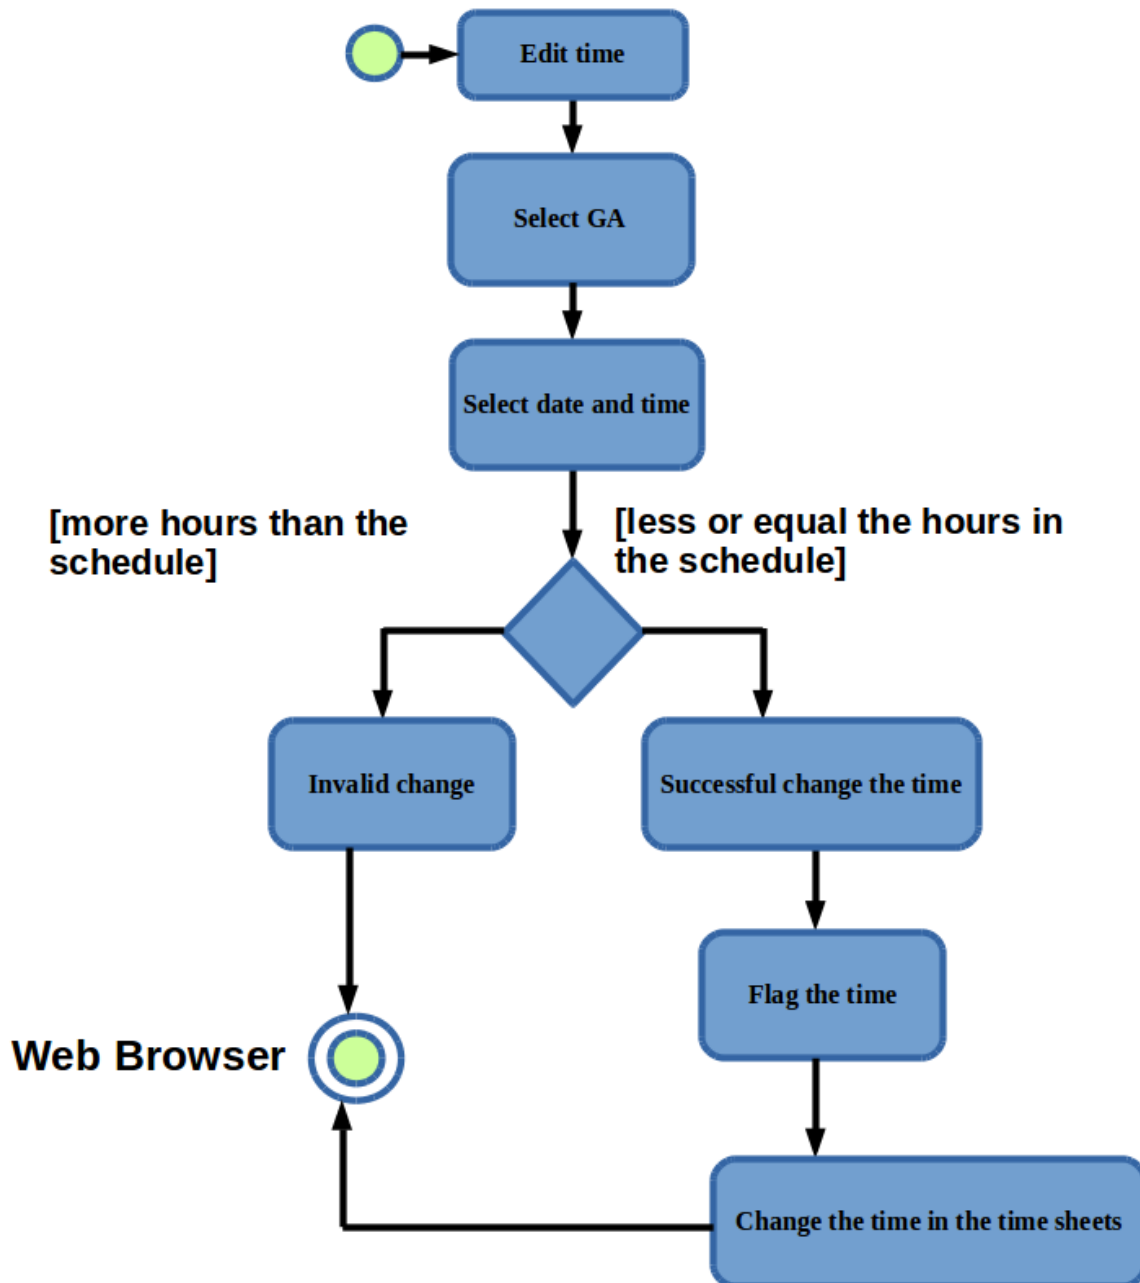 Edit time
Select GA
Select date and time
[more hours than the
schedule]
[less or equal the hours in
the schedule]
Invalid change
Successful change the time
Flag the time
Web Browser
Change the time in the time sheets